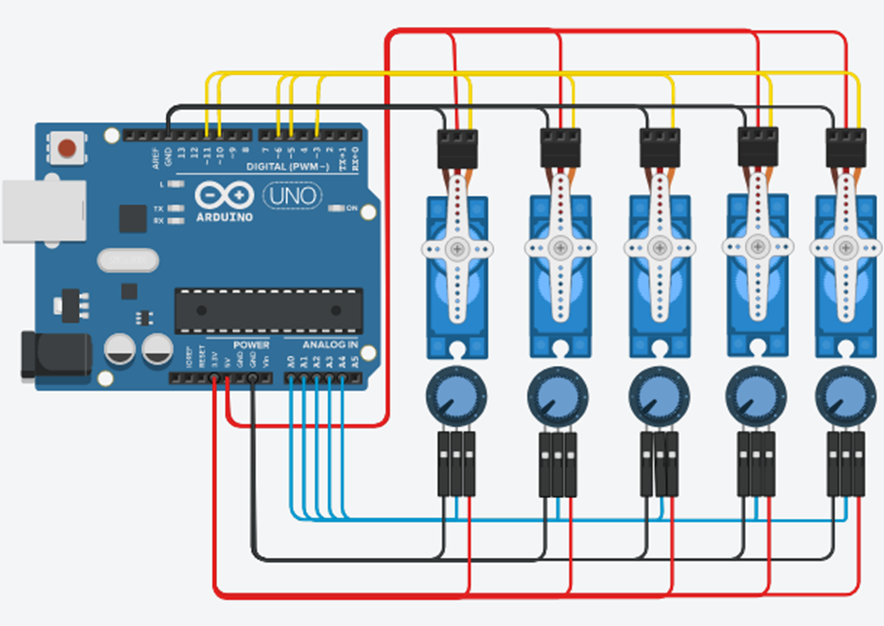 AREF
GND
13
12
~11
~10
~9
8
7
~6
~5
4
~3
2
TX→1
RX←0
DIGITAL (PWM~)
L
TX
RX
UNO
ARDUINO
ON
POWER
ANALOG IN
IOREF
RESET
3.3V
5V
GND
GND
Vin
A0
A1
A2
A3
A4
A5